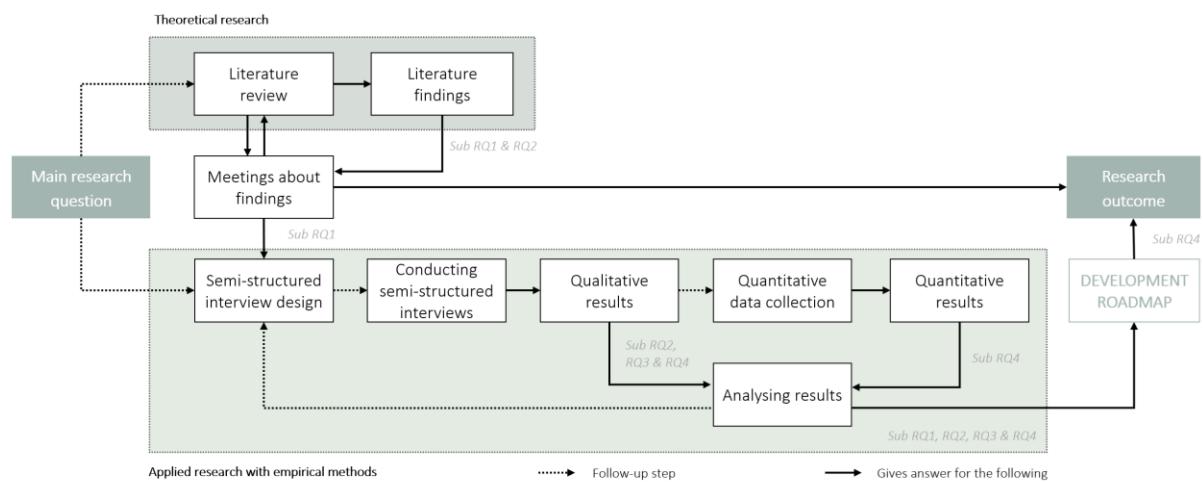 Theoretical research
Literature
review
Literature
findings
Sub RQ1 & RQ2
Main research
question
Meetings about
findings
Research
outcome
Sub RQ1
Sub RQ4
Semi-structured
interview design
Conducting
semi-structured
interviews
Qualitative
results
Quantitative
data collection
Quantitative
results
DEVELOPMENT
ROADMAP
Sub RQ2,
RQ3 & RQ4
Sub RQ4
Analysing results
Sub RQ1, RQ2, RQ3 & RQ4
Applied research with empirical methods
Follow-up step
Gives answer for the following